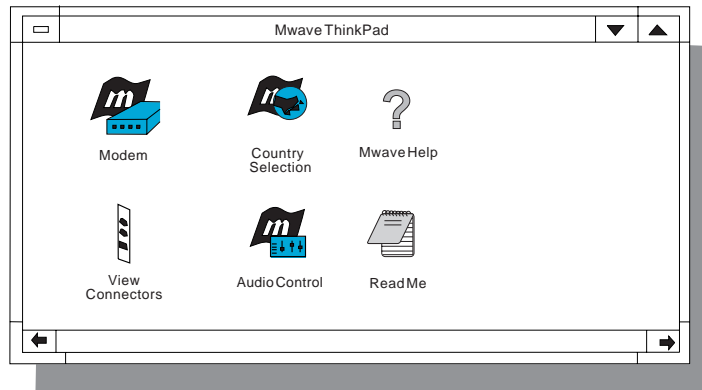 Mwave ThinkPad
m
m
Modem
Country
Selection
Mwave Help
m
View
Connectors
Audio Control
Read Me